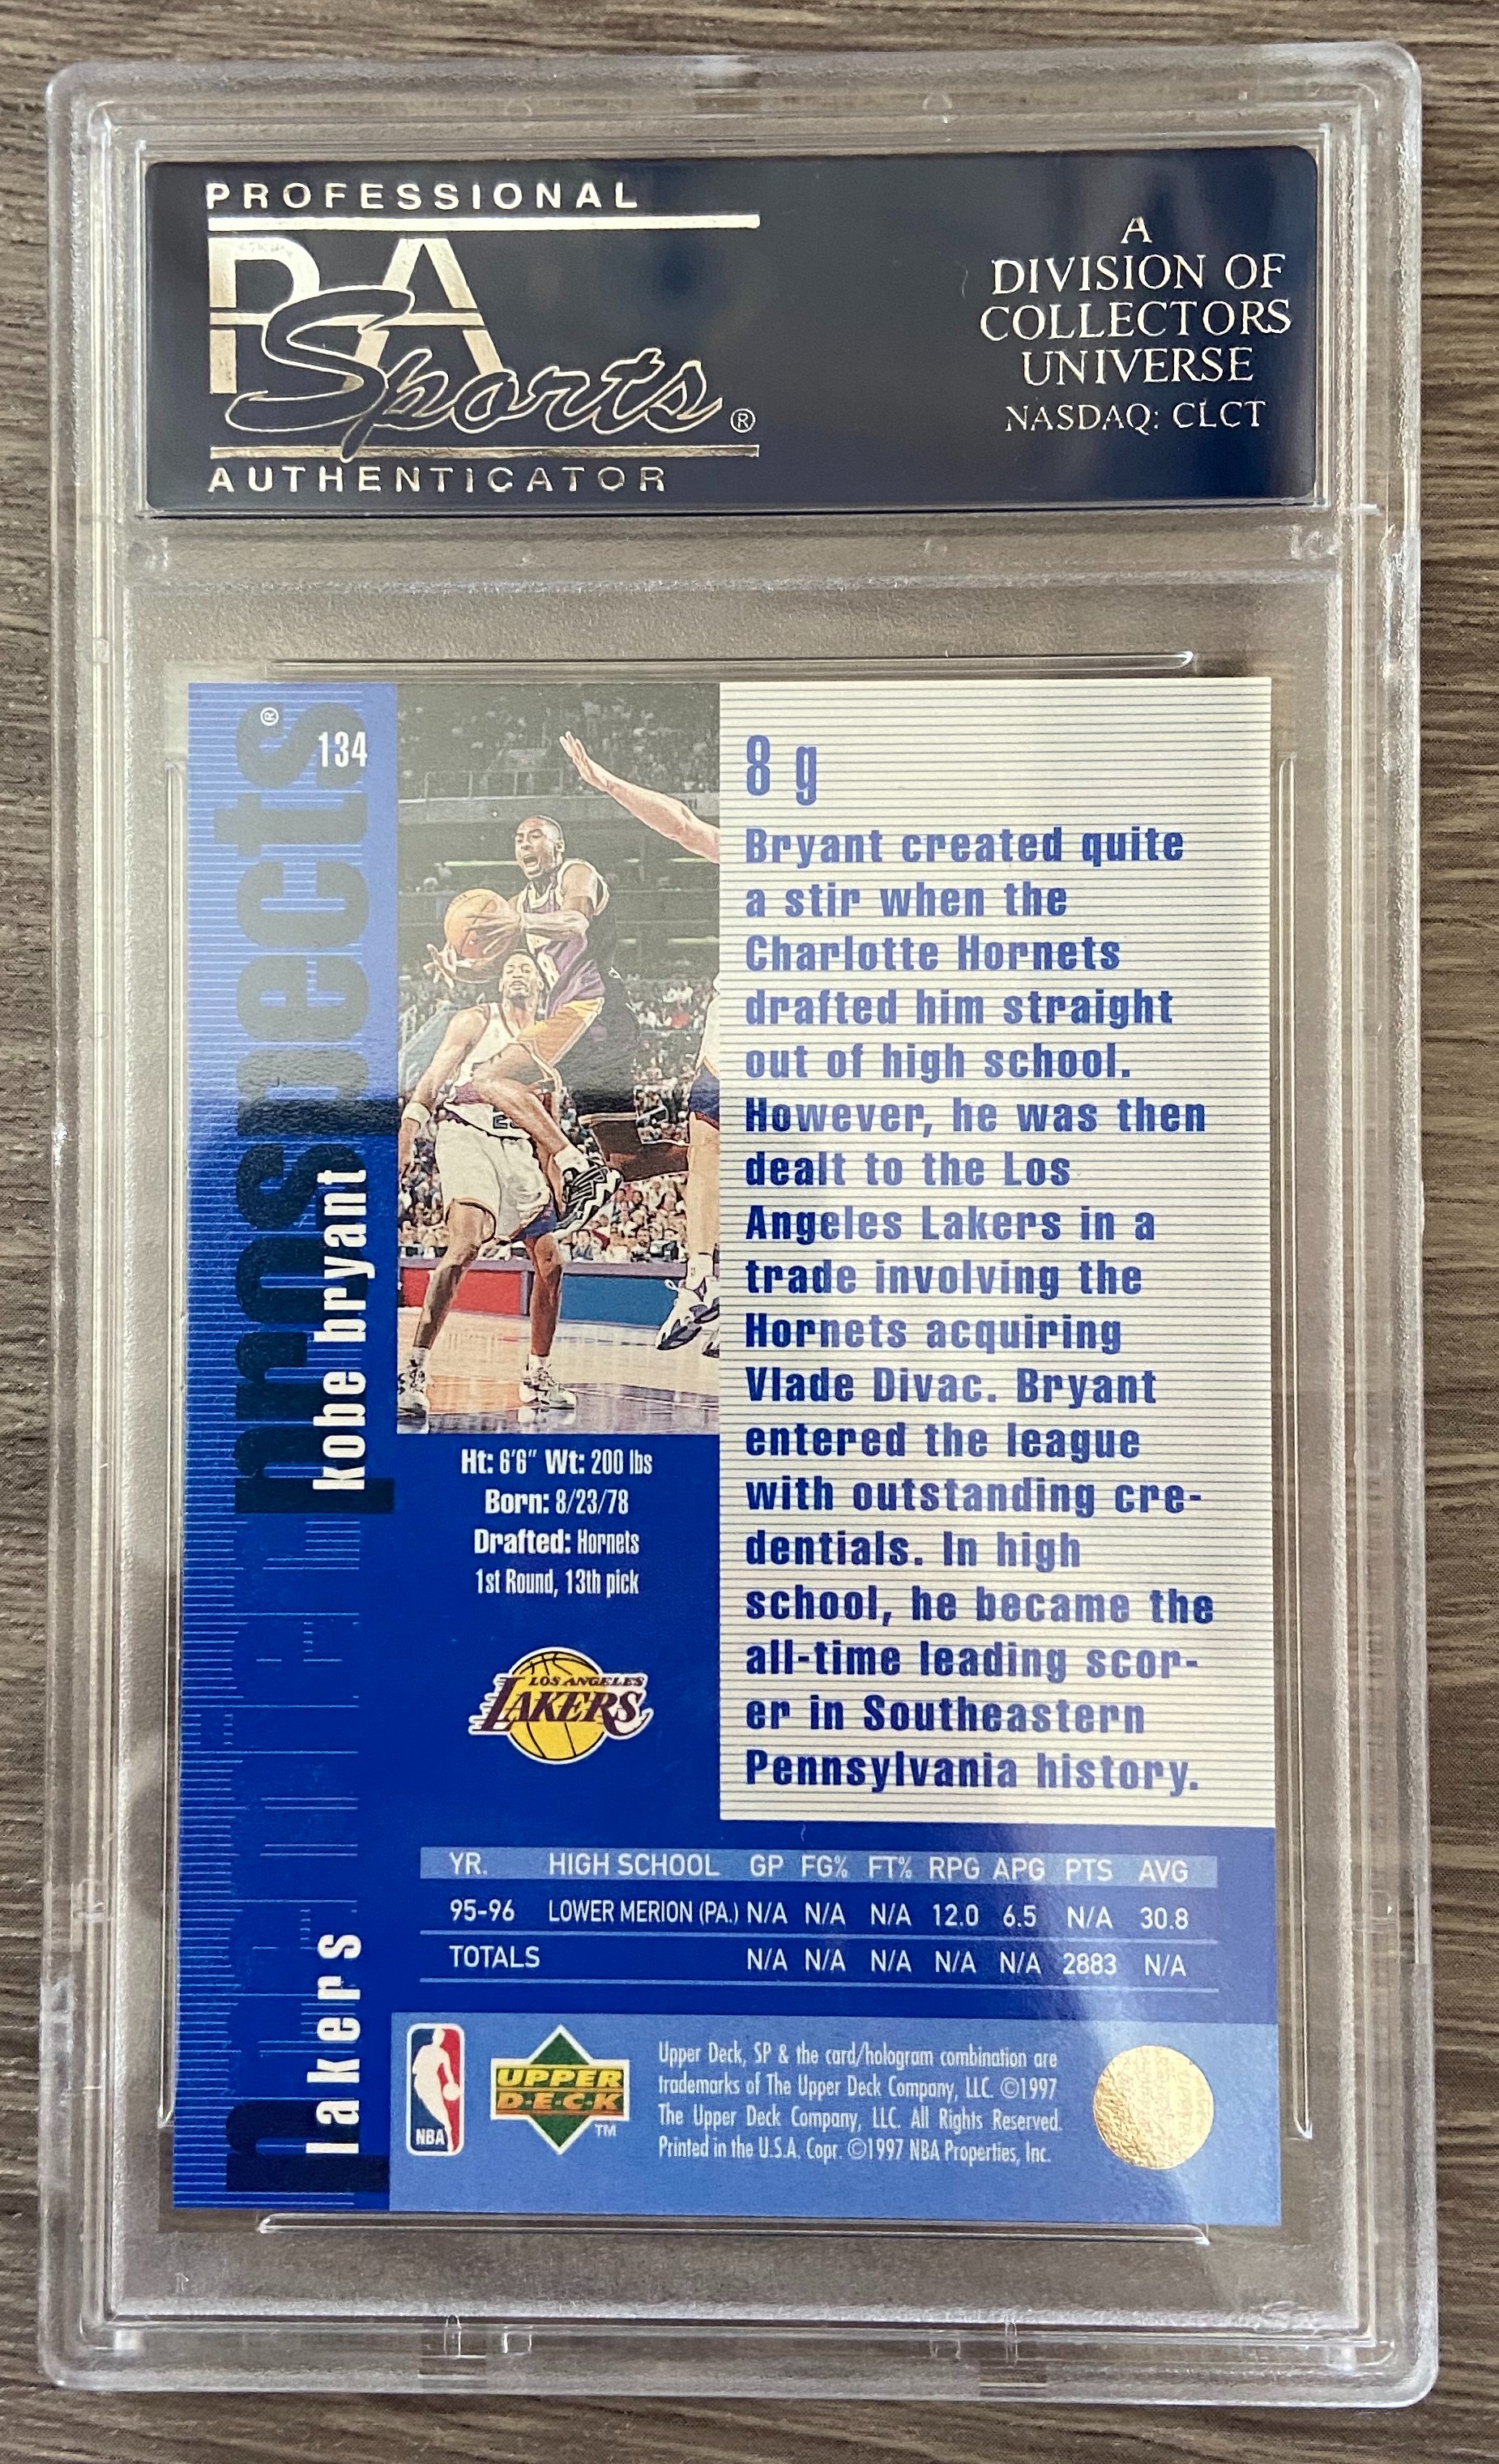 PROFESSIONAL
PSA
Sports®
AUTHENTICATOR
A
DIVISION OF
COLLECTORS
UNIVERSE
NASDAQ: CLCT
134
prospects®
kobe bryant
lakers
8 g
Bryant created quite
a stir when the
Charlotte Hornets
drafted him straight
out of high school.
However, he was then
dealt to the Los
Angeles Lakers in a
trade involving the
Hornets acquiring
Vlade Divac. Bryant
entered the league
with outstanding cre-
dentials. In high
school, he became the
all-time leading scor-
er in Southeastern
Pennsylvania history.
Ht: 6'6" Wt: 200 lbs
Born: 8/23/78
Drafted: Hornets
1st Round, 13th pick
LOS ANGELES
LAKERS
YR. HIGH SCHOOL GP FG% FT% RPG APG PTS AVG
95-96 LOWER MERION (PA.) N/A N/A N/A 12.0 6.5 N/A 30.8
TOTALS N/A N/A N/A N/A N/A 2883 N/A
NBA
UPPER
D·E·C·K
TM
Upper Deck, SP & the card/hologram combination are
trademarks of The Upper Deck Company, LLC. ©1997
The Upper Deck Company, LLC. All Rights Reserved.
Printed in the U.S.A. Copr. ©1997 NBA Properties, Inc.